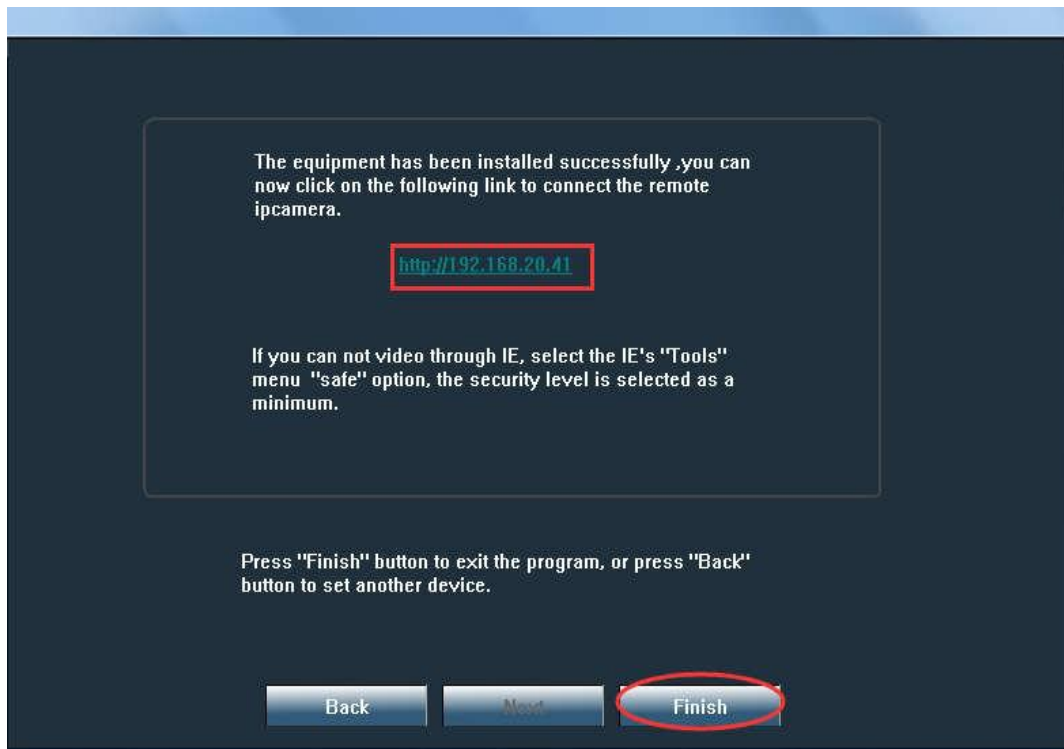 The equipment has been installed successfully ,you can
now click on the following link to connect the remote
ipcamera.
http://192.168.20.41
If you can not video through IE, select the IE's "Tools"
menu "safe" option, the security level is selected as a
minimum.
Press "Finish" button to exit the program, or press "Back"
button to set another device.
Back
Next
Finish